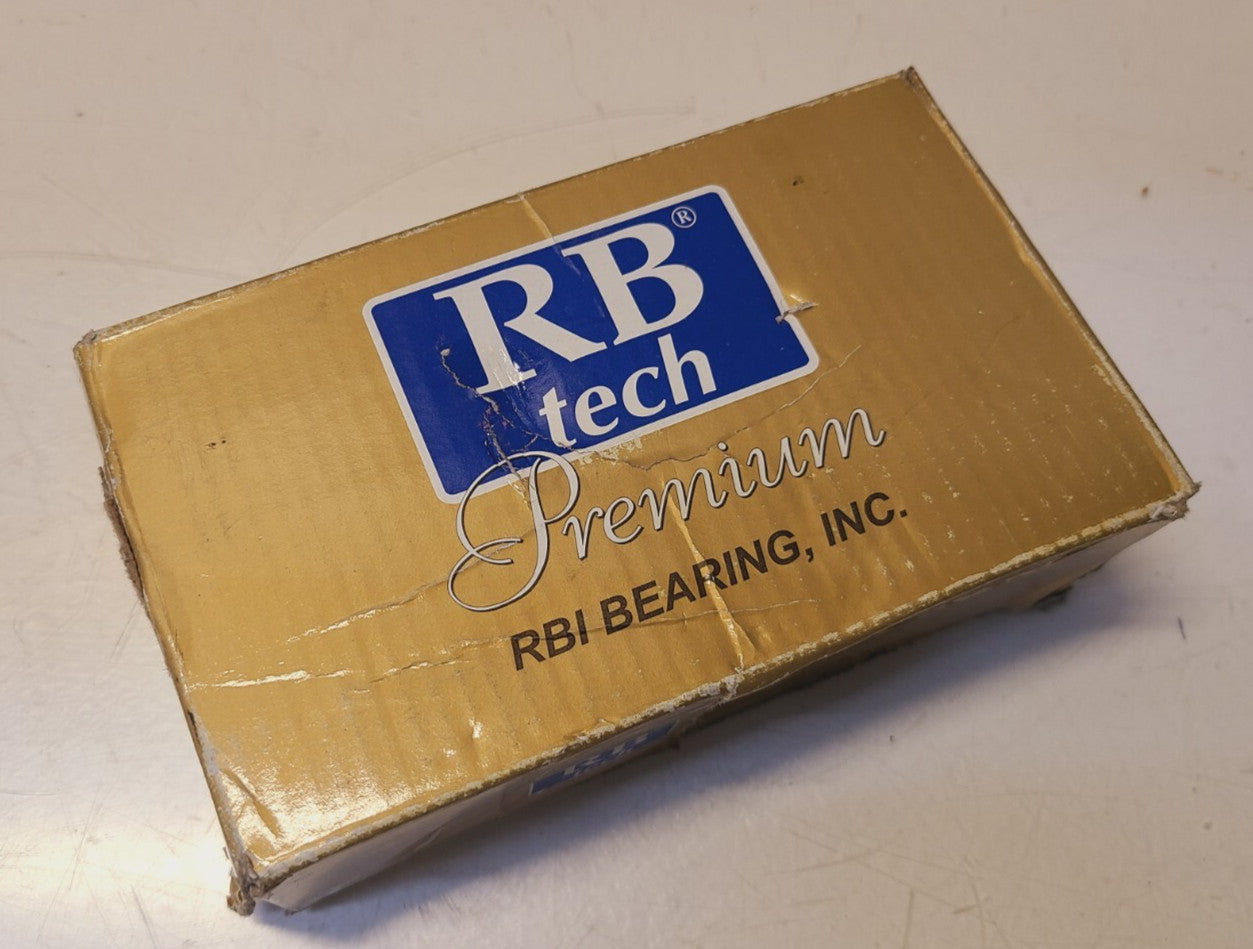 RB®
tech
Premium
RBI BEARING, INC.